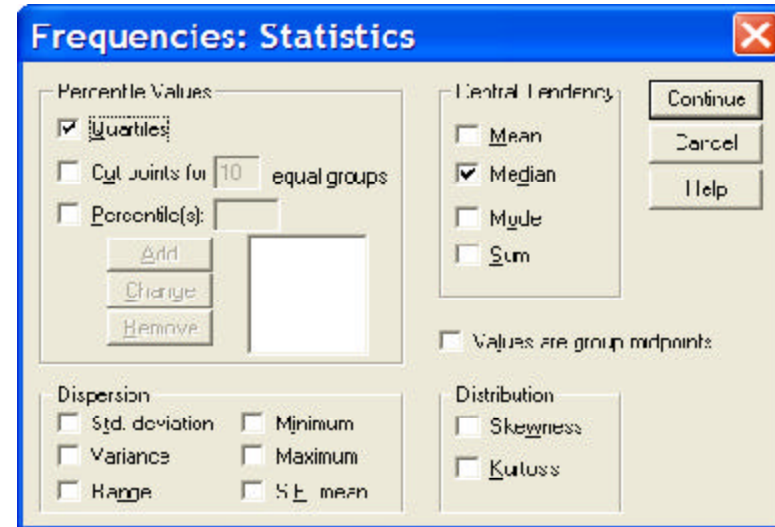 Frequencies: Statistics
Percentile Values
Quartiles
Cut points for 10 equal groups
Percentile(s):
Add
Change
Remove
Central Tendency
Mean
Median
Mode
Sum
Continue
Cancel
Help
Values are group midpoints
Dispersion
Std. deviation
Minimum
Variance
Maximum
Range
S.E. mean
Distribution
Skewness
Kurtosis